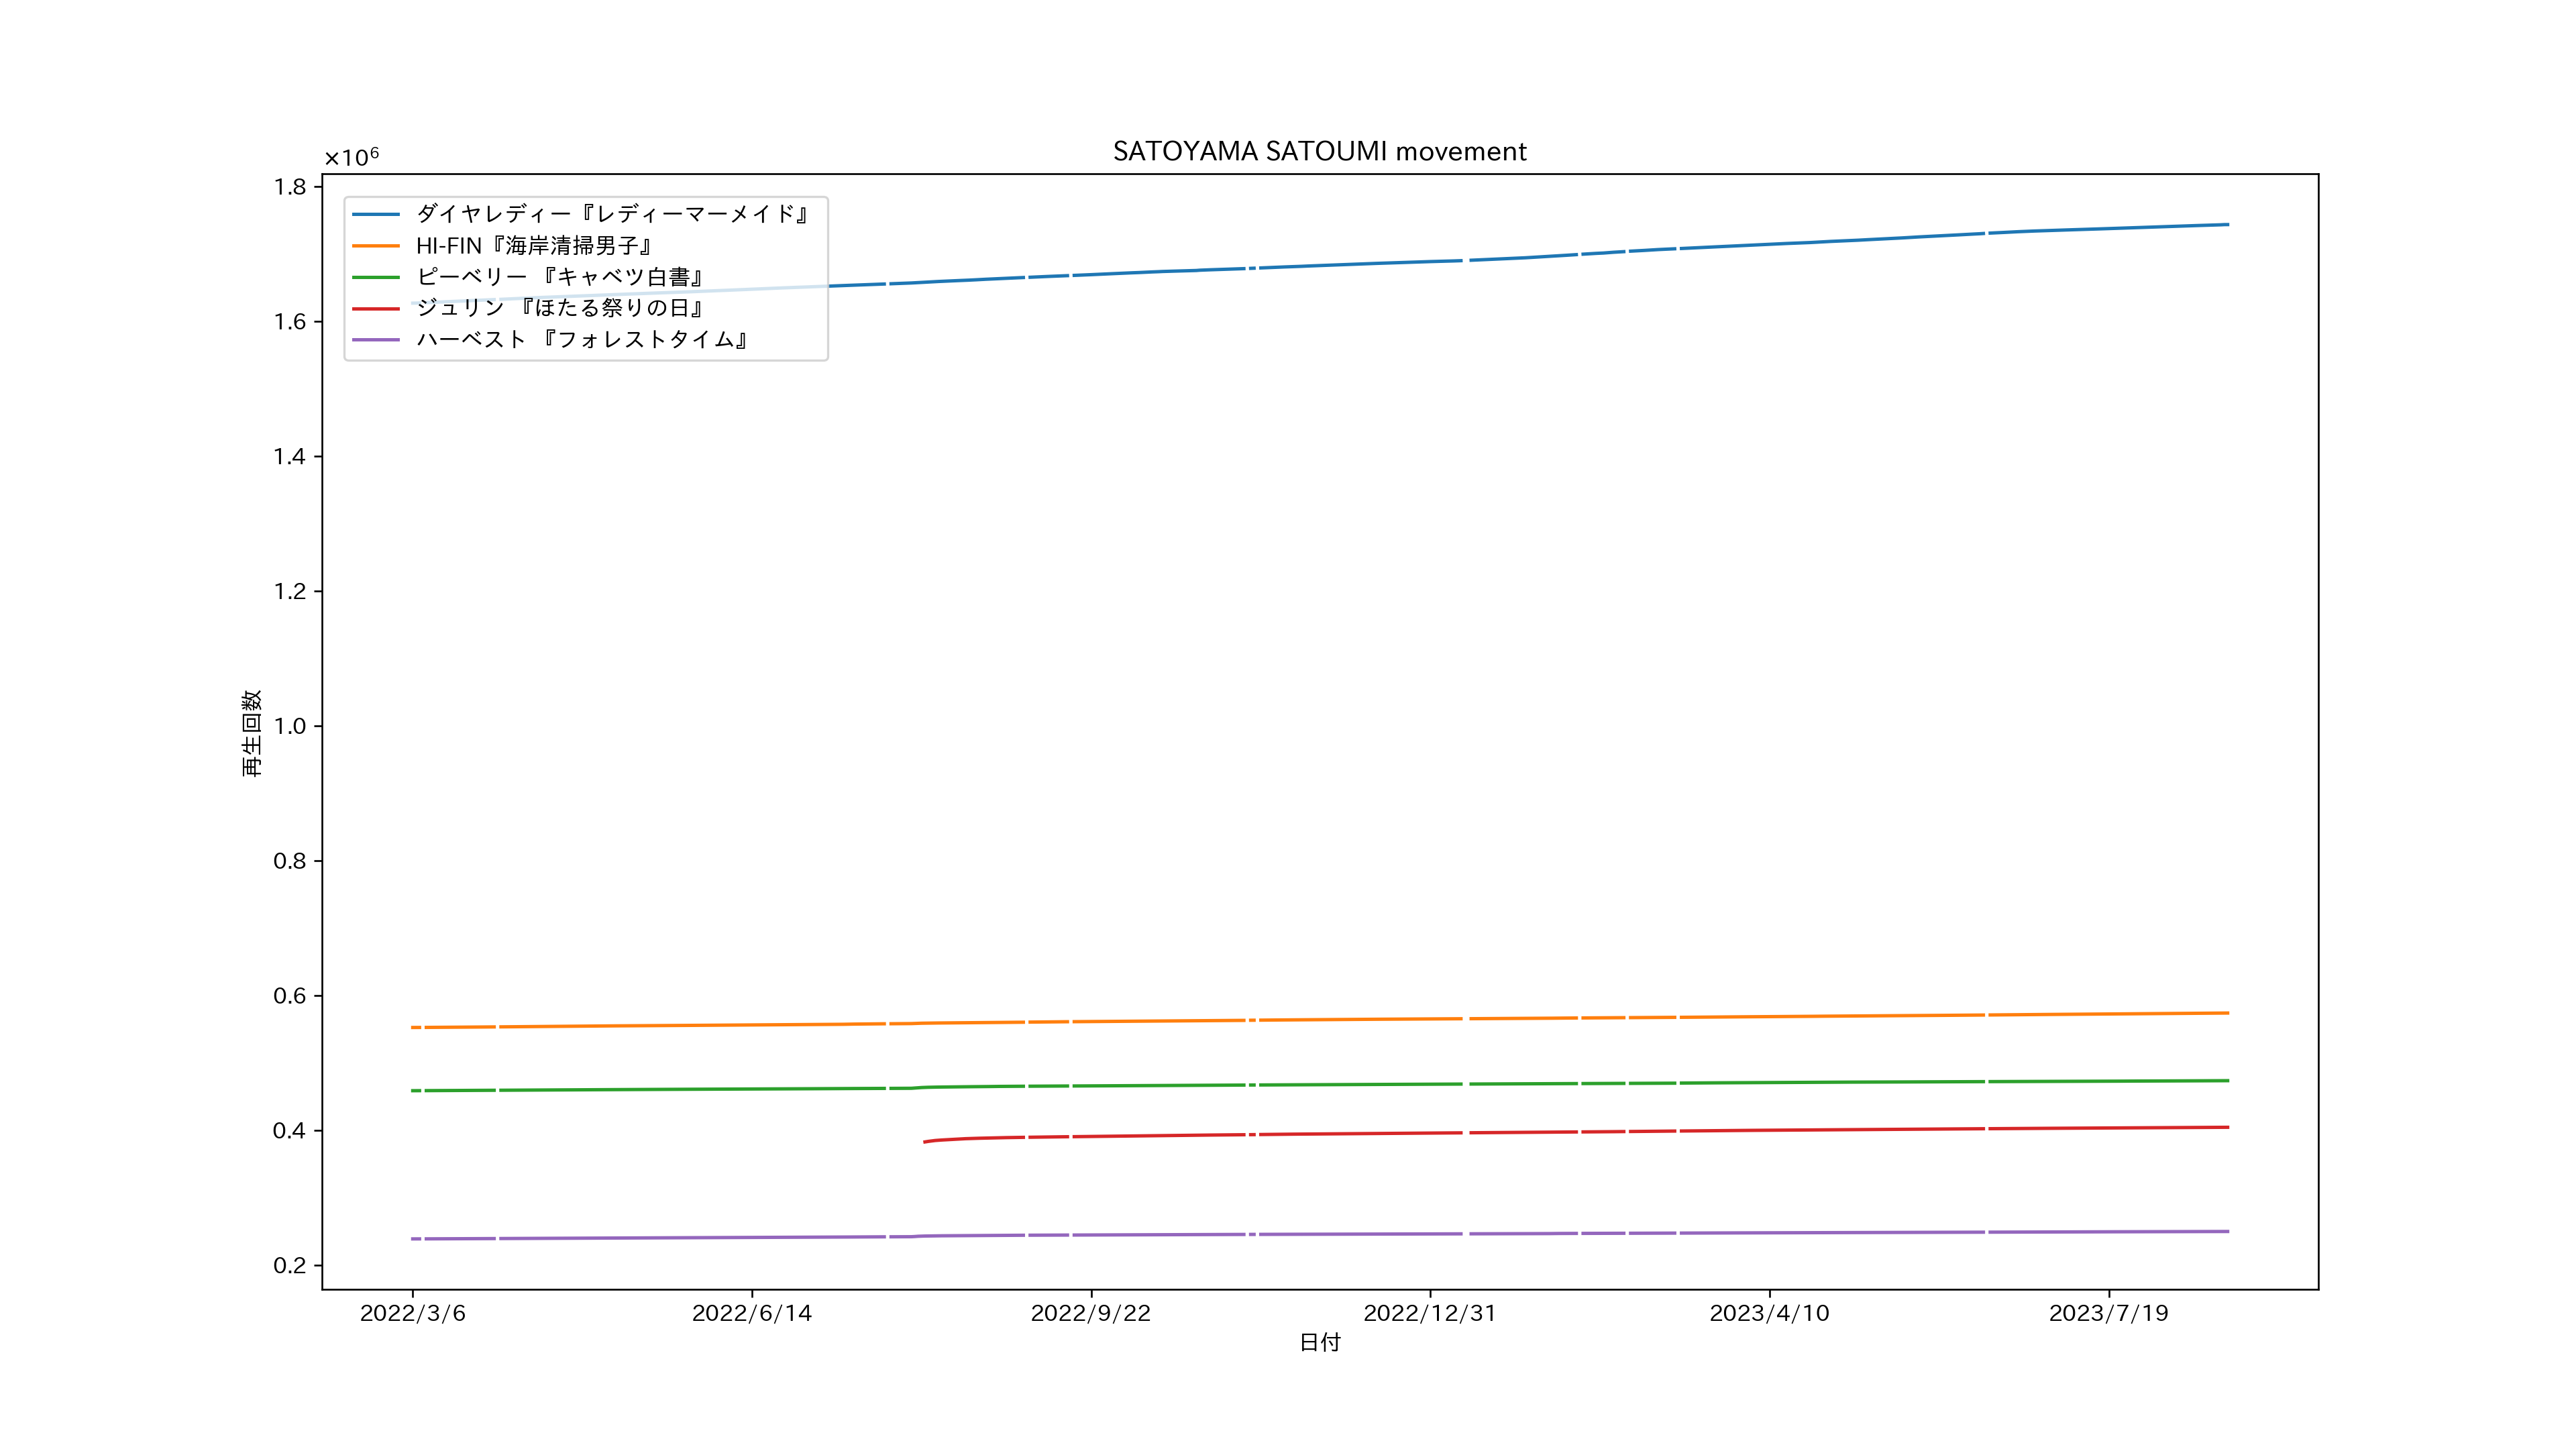 SATOYAMA SATOUMI movement
×10⁶
1.8
1.6
1.4
1.2
1.0
0.8
0.6
0.4
0.2
再生回数
ダイヤレディー『レディーマーメイド』
HI-FIN『海岸清掃男子』
ピーベリー 『キャベツ白書』
ジュリン 『ほたる祭りの日』
ハーベスト 『フォレストタイム』
2022/3/6 2022/6/14 2022/9/22 2022/12/31 2023/4/10 2023/7/19
日付